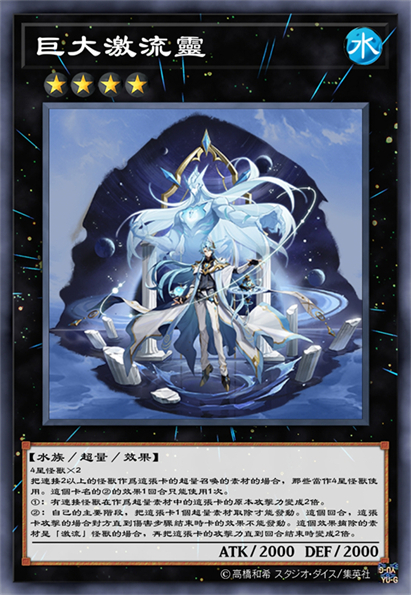 巨大激流靈
水
【水族／超量／效果】
4星怪獸×2
把連接2以上的怪獸作爲這張卡的超量召喚的素材的場合，那些當作4星怪獸使
用。這個卡名的②的效果1回合只能使用1次。
①：有連接怪獸在作爲超量素材中的這張卡的原本攻擊力變成2倍。
②：自己的主要階段，把這張卡1個超量素材取除才能發動。這個回合，這張
卡攻擊的場合對方直到傷害步驟結束時卡的效果不能發動。這個效果摘除的素
材是「激流」怪獸的場合，再把這張卡的攻擊力直到回合結束時變成2倍。
ATK/2000 DEF/2000
©高橋和希 スタジオ・ダイス/集英社